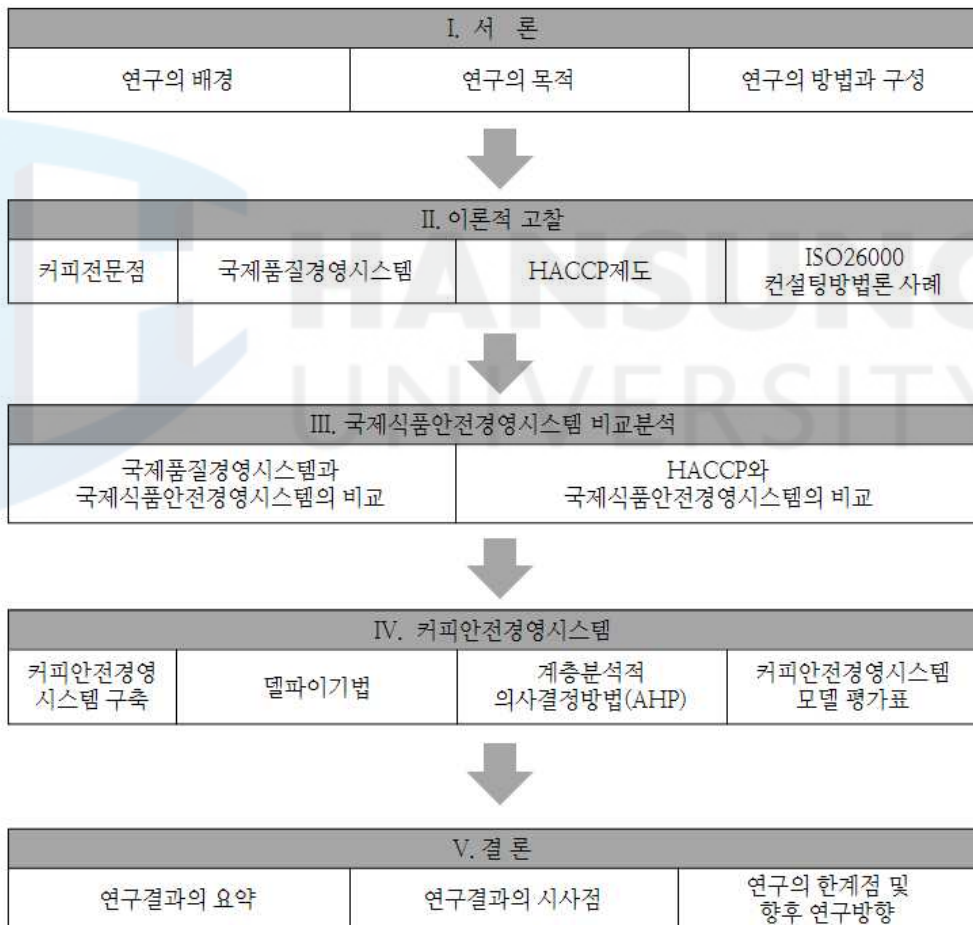 I. 서 론
연구의 배경
연구의 목적
연구의 방법과 구성
II. 이론적 고찰
커피전문점
국제품질경영시스템
HACCP제도
ISO26000
컨설팅방법론 사례
HANSUNG
UNIVERSITY
III. 국제식품안전경영시스템 비교분석
국제품질경영시스템과
국제식품안전경영시스템의 비교
HACCP와
국제식품안전경영시스템의 비교
IV. 커피안전경영시스템
커피안전경영
시스템 구축
델파이기법
계층분석적
의사결정방법(AHP)
커피안전경영시스템
모델 평가표
V. 결 론
연구결과의 요약
연구결과의 시사점
연구의 한계점 및
향후 연구방향